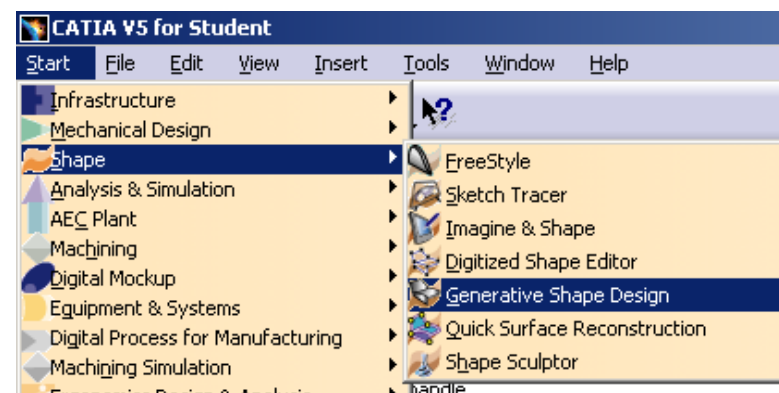 CATIA V5 for Student
Start File Edit View Insert Tools Window Help
Infrastructure
Mechanical Design
Shape
Analysis & Simulation
AEC Plant
Machining
Digital Mockup
Equipment & Systems
Digital Process for Manufacturing
Machining Simulation
FreeStyle
Sketch Tracer
Imagine & Shape
Digitized Shape Editor
Generative Shape Design
Quick Surface Reconstruction
Shape Sculptor
handle